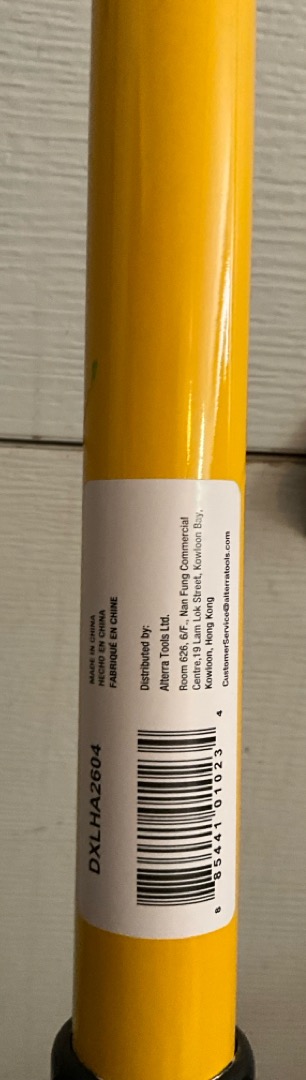 MADE IN CHINA
HECHO EN CHINA
FABRIQUÉ EN CHINE
Distributed by:
Alterra Tools Ltd.
Room 626, 6/F., Nan Fung Commercial
Centre,19 Lam Lok Street, Kowloon Bay,
Kowloon, Hong Kong
CustomerService@alterratools.com
DXLHA2604
8 85441 01023 4